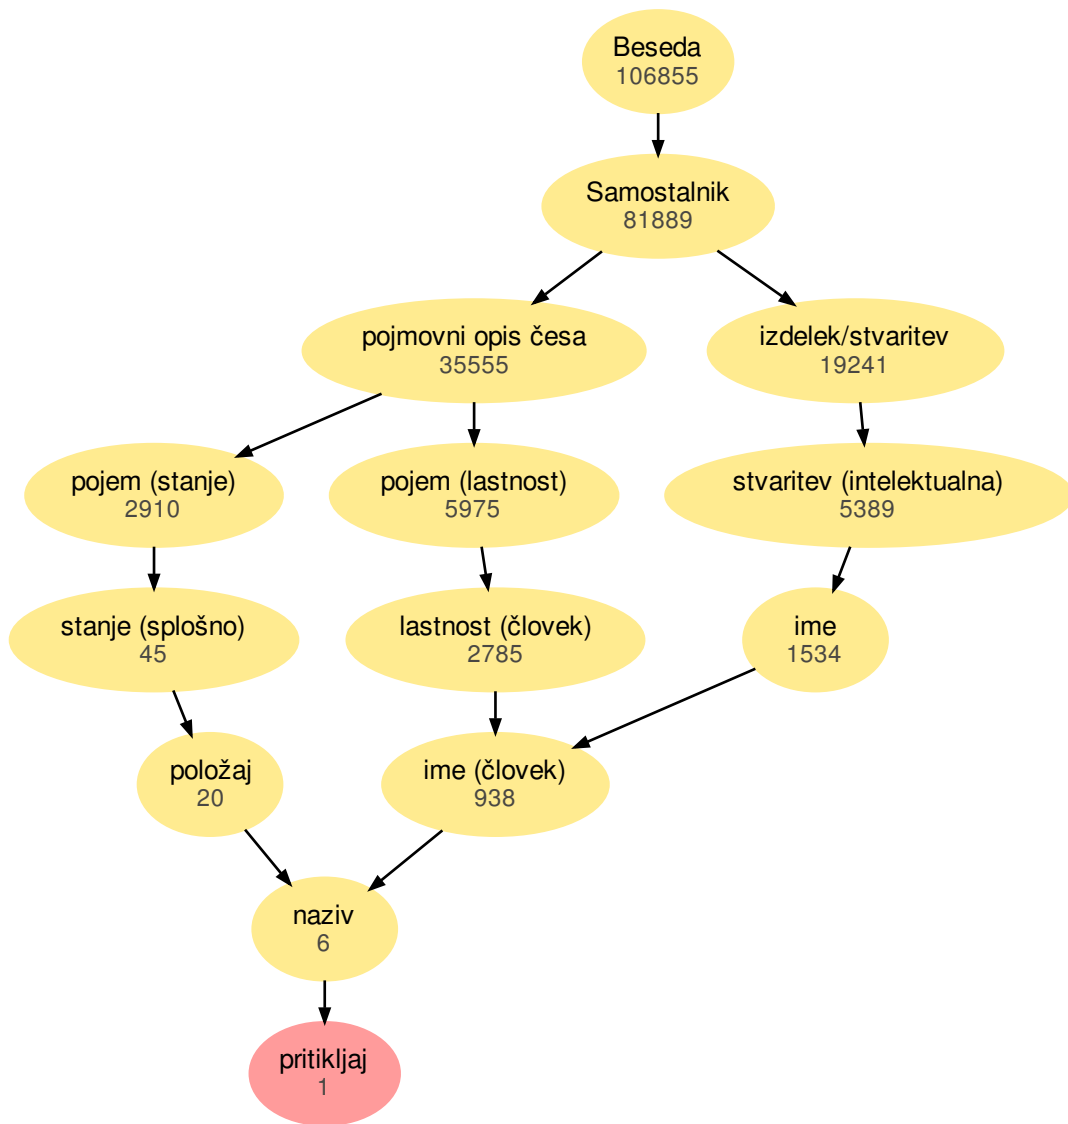 Beseda
106855
Samostalnik
81889
pojmovni opis česa
35555
izdelek/stvaritev
19241
pojem (stanje)
2910
pojem (lastnost)
5975
stvaritev (intelektualna)
5389
stanje (splošno)
45
lastnost (človek)
2785
ime
1534
položaj
20
ime (človek)
938
naziv
6
pritikljaj
1